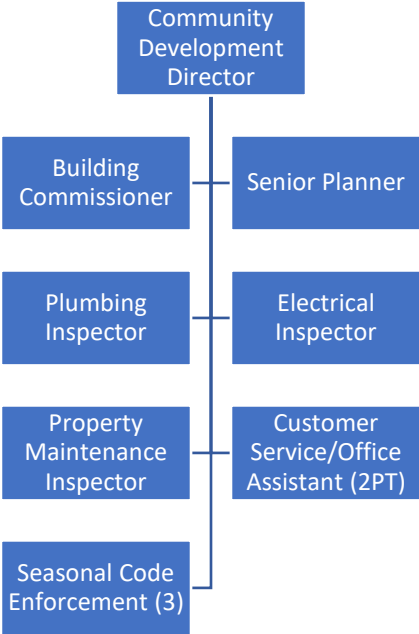 Community
Development
Director
Building
Commissioner
Senior Planner
Plumbing
Inspector
Electrical
Inspector
Property
Maintenance
Inspector
Customer
Service/Office
Assistant (2PT)
Seasonal Code
Enforcement (3)